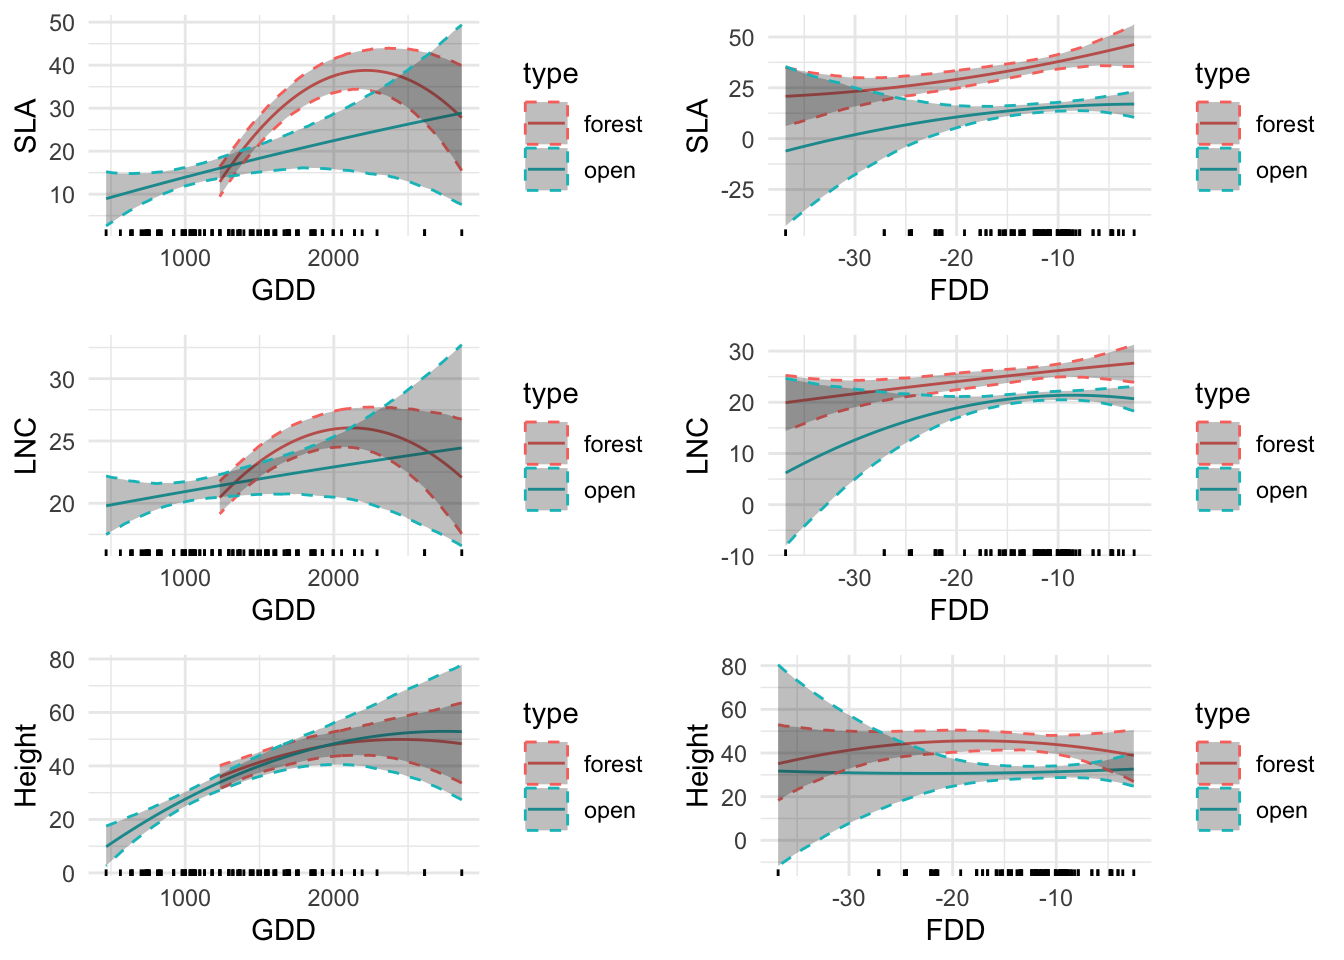 50
40
30
20
10
SLA
1000 2000
GDD
type
forest
open
50
25
0
-25
SLA
-30 -20 -10
FDD
type
forest
open
30
25
20
LNC
1000 2000
GDD
type
forest
open
30
20
10
0
-10
LNC
-30 -20 -10
FDD
type
forest
open
80
60
40
20
0
Height
1000 2000
GDD
type
forest
open
80
60
40
20
0
Height
-30 -20 -10
FDD
type
forest
open